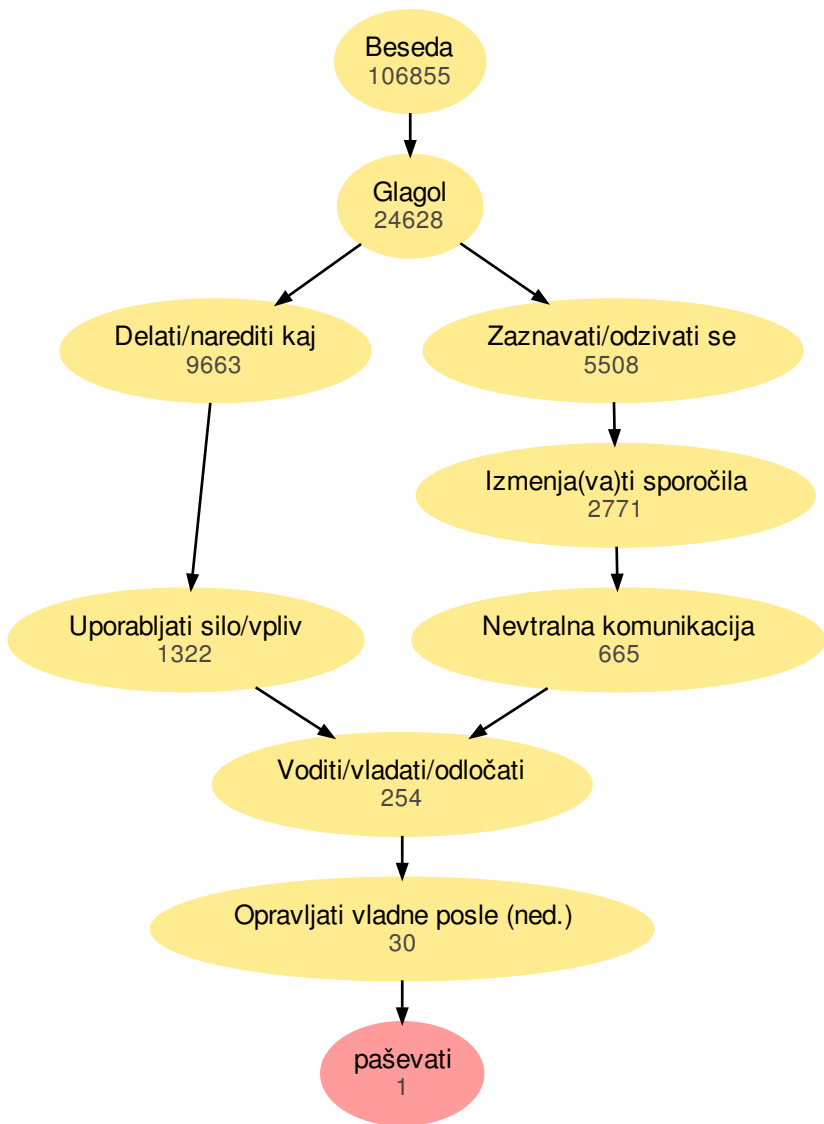 Beseda
106855
Glagol
24628
Delati/narediti kaj
9663
Zaznavati/odzivati se
5508
Izmenja(va)ti sporočila
2771
Uporabljati silo/vpliv
1322
Nevtralna komunikacija
665
Voditi/vladati/odločati
254
Opravljati vladne posle (ned.)
30
paševati
1